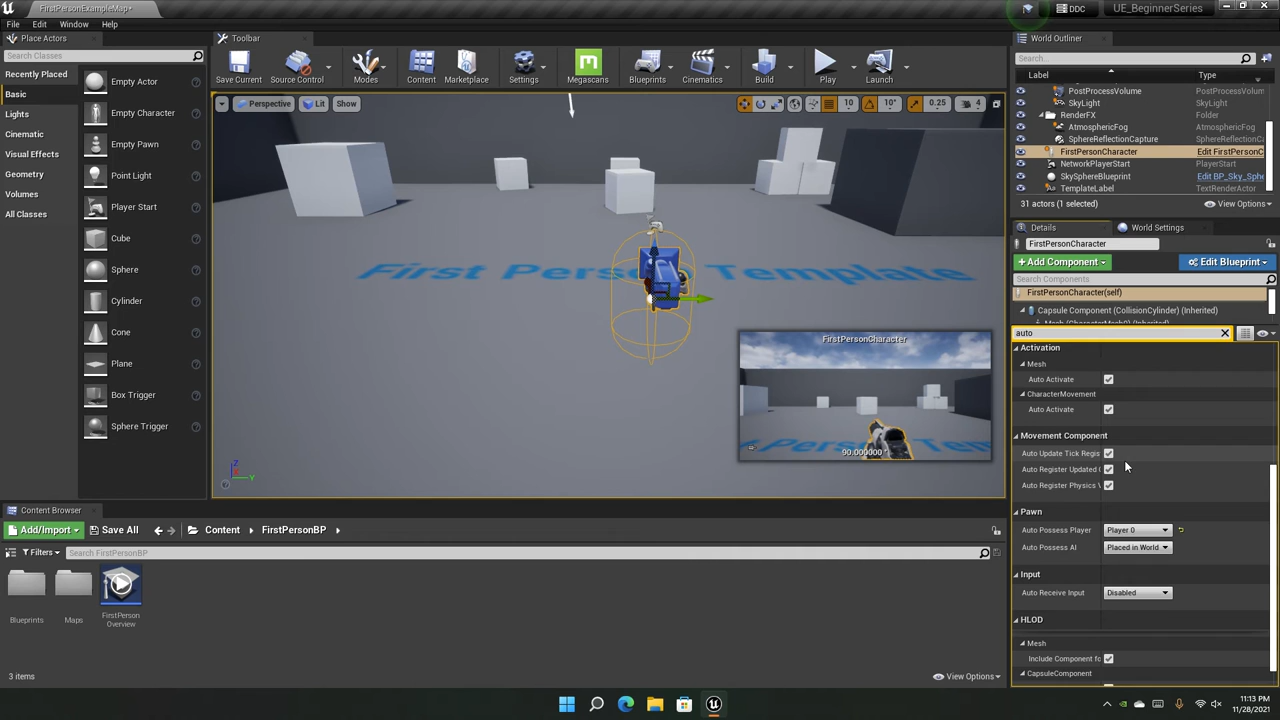 FirstPersonExampleMap*
DDC
UE_BeginnerSeries
File Edit Window Help
Place Actors
Search Classes
Recently Placed
Basic
Lights
Cinematic
Visual Effects
Geometry
Volumes
All Classes
Empty Actor
Empty Character
Empty Pawn
Point Light
Player Start
Cube
Sphere
Cylinder
Cone
Plane
Box Trigger
Sphere Trigger
Toolbar
Save Current
Source Control
Modes
Content
Marketplace
Settings
Megascans
Blueprints
Cinematics
Build
Play
Launch
Perspective Lit Show
10 10° 0.25 4
First Person Template
FirstPersonCharacter
90.000000 °
World Outliner
Search...
Label Type
PostProcessVolume PostProcessVolum
SkyLight SkyLight
RenderFX Folder
AtmosphericFog AtmosphericFog
SphereReflectionCapture SphereReflectionC
FirstPersonCharacter Edit FirstPersonC
NetworkPlayerStart PlayerStart
SkySphereBlueprint Edit BP_Sky_Sphe
TemplateLabel TextRenderActor
31 actors (1 selected)
View Options
Details World Settings
FirstPersonCharacter
+ Add Component
Edit Blueprint
Search Components
FirstPersonCharacter(self)
Capsule Component (CollisionCylinder) (Inherited)
Mesh (CharacterMesh0) (Inherited)
auto
Activation
Mesh
Auto Activate
CharacterMovement
Auto Activate
Movement Component
Auto Update Tick Regis
Auto Register Updated C
Auto Register Physics V
Pawn
Auto Possess Player Player 0
Auto Possess AI Placed in World
Input
Auto Receive Input Disabled
HLOD
Mesh
Include Component fo
CapsuleComponent
Content Browser
Add/Import
Save All
Content
FirstPersonBP
Filters
Search FirstPersonBP
Blueprints
Maps
FirstPerson
Overview
3 items
View Options
11:13 PM
11/28/2021